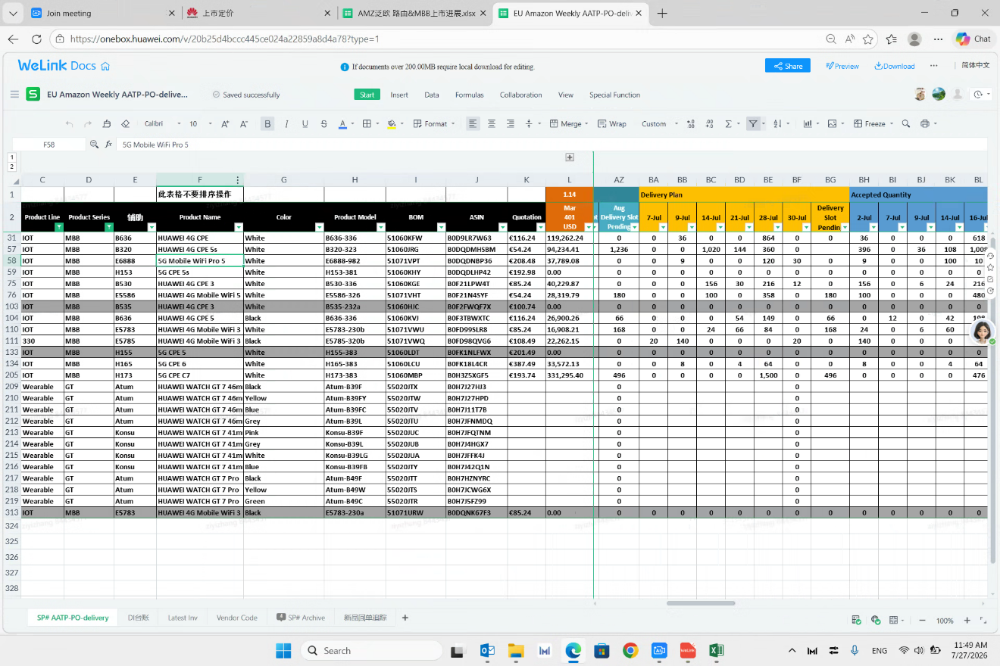 Join meeting
上市定价
AMZ泛欧 路由&MBB上市进展.xlsx
EU Amazon Weekly AATP-PO-deliv
https://onebox.huawei.com/v/20b25d4bccc445ce024a22859a8d4a78?type=1
Chat
WeLink Docs
If documents over 200.00MB require local download for editing.
Share
Preview
Download
简体中文
EU Amazon Weekly AATP-PO-delive...
Saved successfully
Start Insert Data Formulas Collaboration View Special Function
Calibri 10 B I U S A Format Merge Wrap Custom Freeze
F58 fx 5G Mobile WiFi Pro 5
1
2
C D E F G H I J K L AZ BA BB BC BD BE BF BG BH BI BJ BK BL
1 此表格不要排序操作 1.14 Delivery Plan Accepted Quantity
2 Product Line Product Series 辅助 Product Name Color Product Model BOM ASIN Quotation Mar 401 USD Aug Delivery Slot Pending 7-Jul 9-Jul 14-Jul 21-Jul 28-Jul 30-Jul Delivery Slot Pendin 2-Jul 7-Jul 9-Jul 14-Jul 16-Jul
31 IOT MBB B636 HUAWEI 4G CPE White B636-336 51060KFW B0D9LR7W63 €116.24 119,262.24 0 0 36 0 0 864 0 0 36 0 0 0 618
57 IOT MBB B320 HUAWEI 4G CPE 5s White B320-323 51060JRG B0DQDMHSBM €54.24 94,234.41 1,236 0 0 1,020 144 360 0 0 396 0 36 108 1,008
58 IOT MBB E6888 5G Mobile WiFi Pro 5 White E6888-982 51071VPT B0DQDNBP36 €208.48 37,789.08 0 0 9 0 0 120 30 0 9 0 0 100 10
59 IOT MBB H153 5G CPE 5s White H153-381 51060KHY B0DQDLHP42 €192.98 0.00 0 0 0 0 0 0 0 0 0 0 0 0 0
75 IOT MBB B530 HUAWEI 4G CPE 3 White B530-336 51060KGE B0F21LPW4T €85.24 40,229.87 0 0 0 156 30 216 12 0 156 0 6 24 216
76 IOT MBB E5586 HUAWEI 4G Mobile WiFi 5 White E5586-326 51071VHT B0F21N4SYF €54.24 28,319.79 180 0 0 100 0 358 0 180 100 0 0 0 480
103 IOT MBB B535 HUAWEI 4G CPE 3 White B535-232a 51060HJC B0F2FWQF7X €100.74 0.00 0 0 0 0 0 0 0 0 0 0 0 0 0
104 IOT MBB B636 HUAWEI 4G CPE 5 Black B636-336 51060KVJ B0F3TBWXTC €116.24 26,900.26 66 0 0 0 54 149 0 66 0 12 0 42
110 IOT MBB E5783 HUAWEI 4G Mobile WiFi 3 White E5783-230b 51071VWU B0FD99SLR8 €85.24 16,908.21 168 0 0 24 66 84 0 168 24 0 6 60
111 330 MBB E5785 HUAWEI 4G Mobile WiFi 3 Black E5785-320b 51071VWQ B0FD98QVG6 €108.49 22,262.15 0 20 140 0 0 0 20 0 140 0 0 0
133 IOT MBB H155 5G CPE 5 White H155-383 51060LDT B0FK1NLFWX €201.49 0.00 0 0 0 0 0 0 0 0 0 0 0 0 0
134 IOT MBB H165 5G CPE 6 White H165-383 51060LCU B0FK18L4CR €387.49 33,572.13 0 0 8 0 4 64 0 0 8 0 0 4 64
205 IOT MBB H173 5G CPE C7 White H173-383 51060MBP B0H3Z5XGF5 €193.74 331,295.40 496 0 0 0 0 1,500 0 496 0 0 0 0 476
209 Wearable GT Atum HUAWEI WATCH GT 7 46m Black Atum-B39F 55020JTX B0H7J27HJ3 0 0
210 Wearable GT Atum HUAWEI WATCH GT 7 46m Yellow Atum-B39FY 55020JTW B0H7J27HPD 0 0
211 Wearable GT Atum HUAWEI WATCH GT 7 46m Blue Atum-B39FC 55020JTV B0H7J11T7B 0 0
212 Wearable GT Atum HUAWEI WATCH GT 7 46m Grey Atum-B39L 55020JTU B0H7JFNMDQ 0 0
213 Wearable GT Konsu HUAWEI WATCH GT 7 41m Pink Konsu-B39F 55020JUC B0H7JFQTNM 0 0
214 Wearable GT Konsu HUAWEI WATCH GT 7 41m Grey Konsu-B39L 55020JUB B0H7J4HGX7 0 0
215 Wearable GT Konsu HUAWEI WATCH GT 7 41m White Konsu-B39LG 55020JUA B0H7JFFK4J 0 0
216 Wearable GT Konsu HUAWEI WATCH GT 7 41m Blue Konsu-B39FB 55020JTY B0H7J42Q1N 0 0
217 Wearable GT Atum HUAWEI WATCH GT 7 Pro Black Atum-B49F 55020JTT B0H7HZNYRC 0 0
218 Wearable GT Atum HUAWEI WATCH GT 7 Pro Yellow Atum-B49W 55020JTS B0H7JCWG6X 0 0
219 Wearable GT Atum HUAWEI WATCH GT 7 Pro Green Atum-B49C 55020JTR B0H7J5FZ99 0 0
313 IOT MBB E5783 HUAWEI 4G Mobile WiFi 3 Black E5783-230a 51071URW B0DQNK67F3 €85.24 0.00 0 0 0 0 0 0 0 0 0 0 0 0 0
324
325
326
327
328
SP# AATP-PO-delivery DI台账 Latest Inv Vendor Code SP# Archive 新品回单追踪
100%
Search
ENG
11:49 AM
7/27/2026